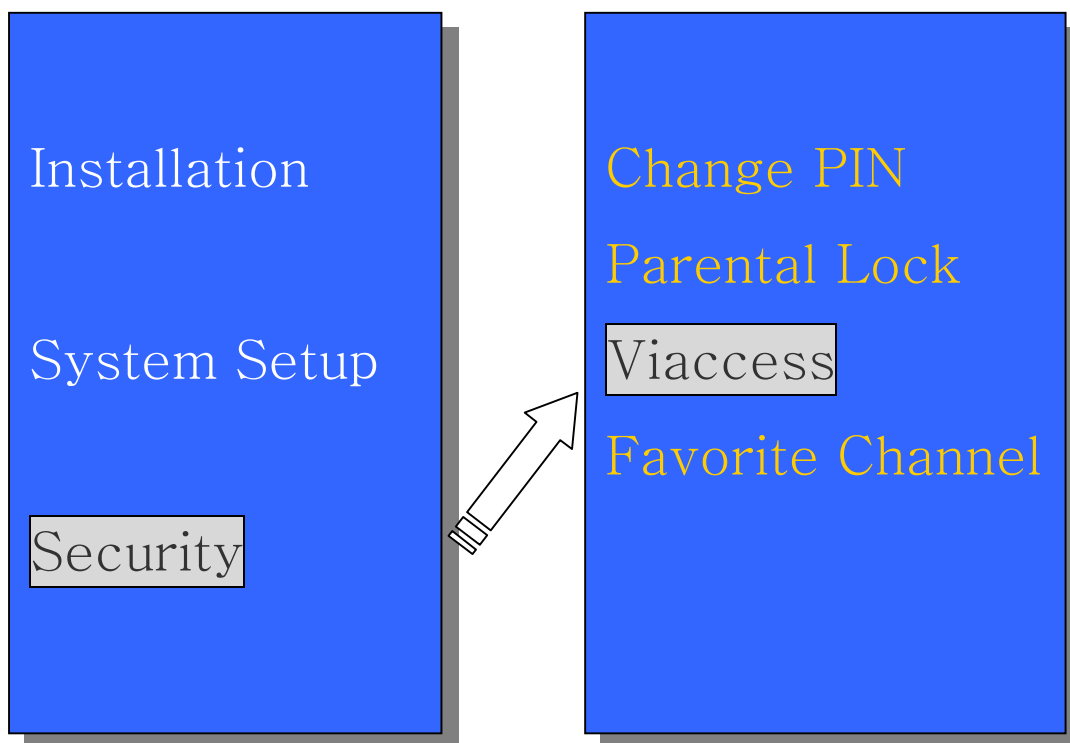 Installation
System Setup
Security
Change PIN
Parental Lock
Viaccess
Favorite Channel